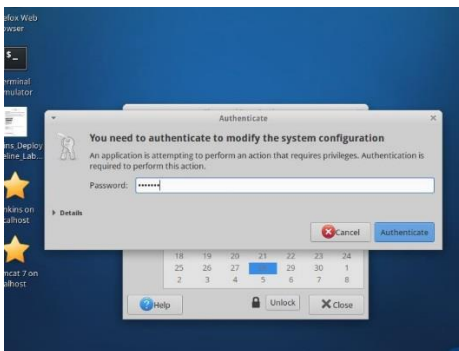 efox Web
owser
$_
erminal
mulator
ins_Deploy
eline_Lab...
nkins on
calhost
mcat 7 on
alhost
Authenticate
You need to authenticate to modify the system configuration
An application is attempting to perform an action that requires privileges. Authentication is
required to perform this action.
Password: •••••••
Details
Cancel Authenticate
18 19 20 21 22 23 24
25 26 27 29 30 1
2 3 4 5 6 7 8
Help Unlock Close